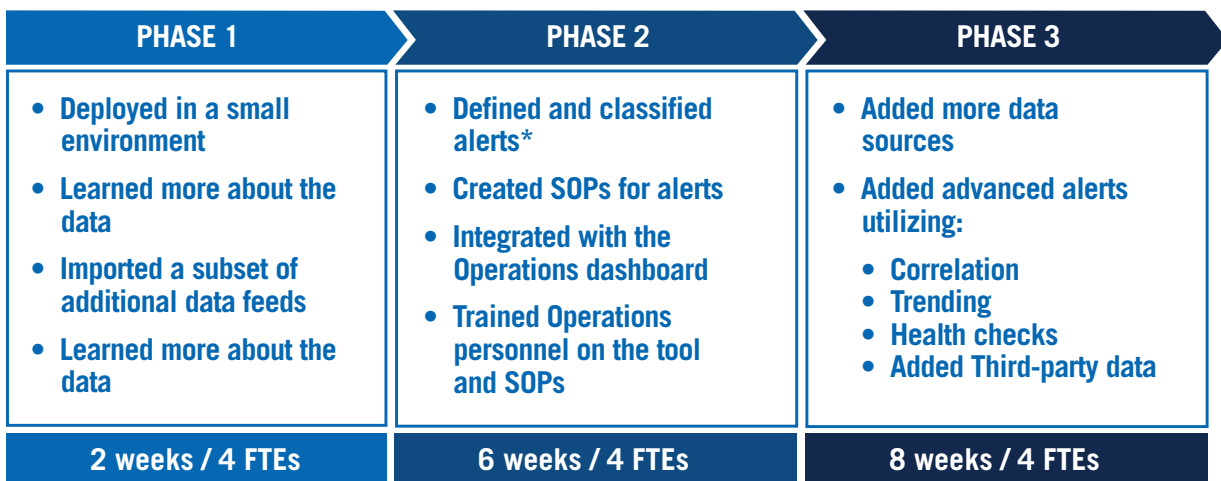 PHASE 1
• Deployed in a small
environment
• Learned more about the
data
• Imported a subset of
additional data feeds
• Learned more about the
data
2 weeks / 4 FTEs
PHASE 2
• Defined and classified
alerts*
• Created SOPs for alerts
• Integrated with the
Operations dashboard
• Trained Operations
personnel on the tool
and SOPs
6 weeks / 4 FTEs
PHASE 3
• Added more data
sources
• Added advanced alerts
utilizing:
• Correlation
• Trending
• Health checks
• Added Third-party data
8 weeks / 4 FTEs